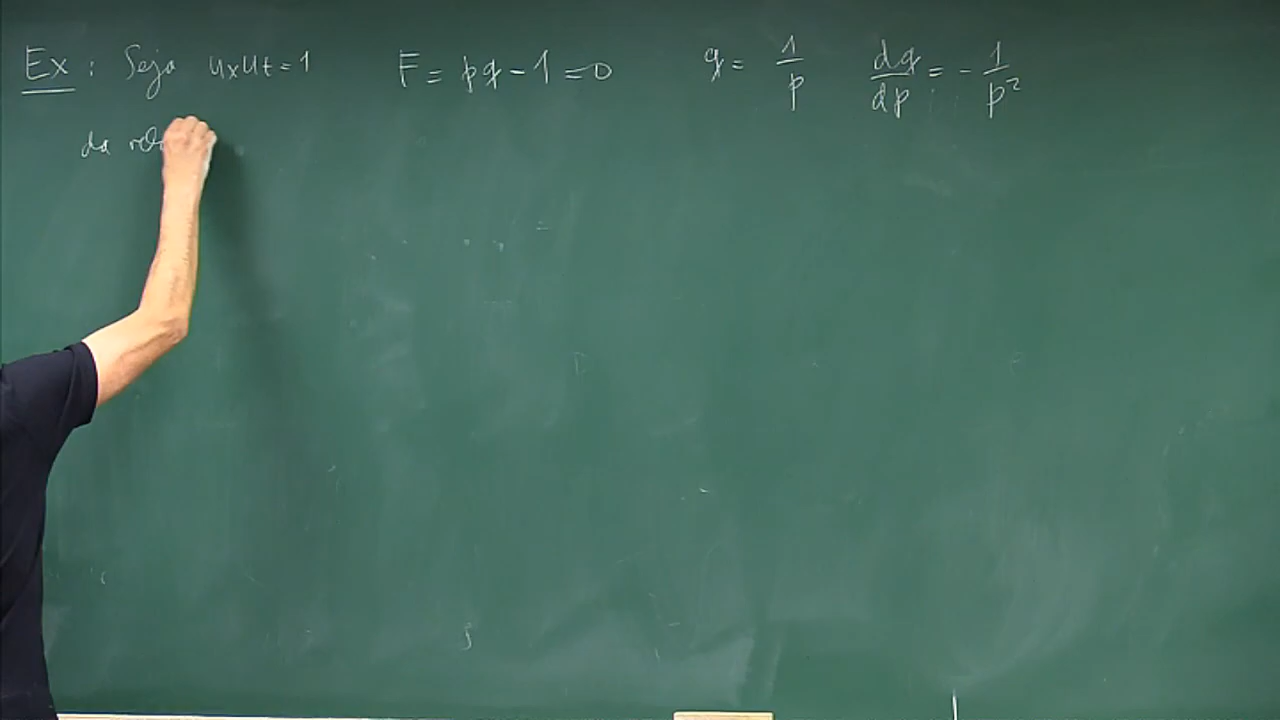 Ex : Seja uxut=1 F = pq - 1 = 0 q = 1/p dq/dp = - 1/p²
da